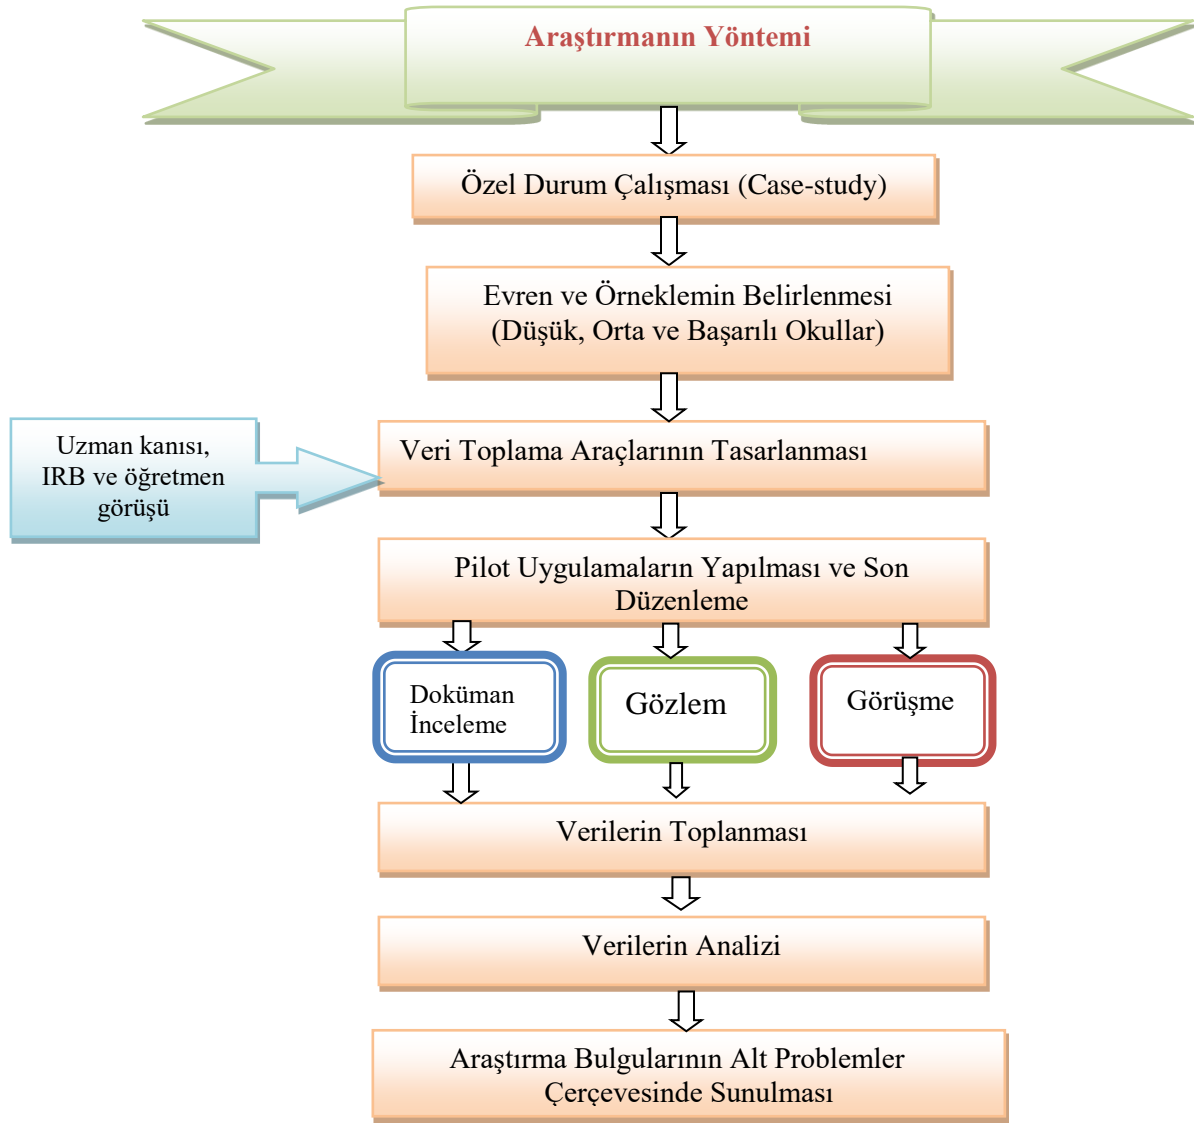 Araştırmanın Yöntemi
Özel Durum Çalışması (Case-study)
Evren ve Örneklemin Belirlenmesi
(Düşük, Orta ve Başarılı Okullar)
Uzman kanısı,
IRB ve öğretmen
görüşü
Veri Toplama Araçlarının Tasarlanması
Pilot Uygulamaların Yapılması ve Son
Düzenleme
Doküman
İnceleme
Gözlem
Görüşme
Verilerin Toplanması
Verilerin Analizi
Araştırma Bulgularının Alt Problemler
Çerçevesinde Sunulması